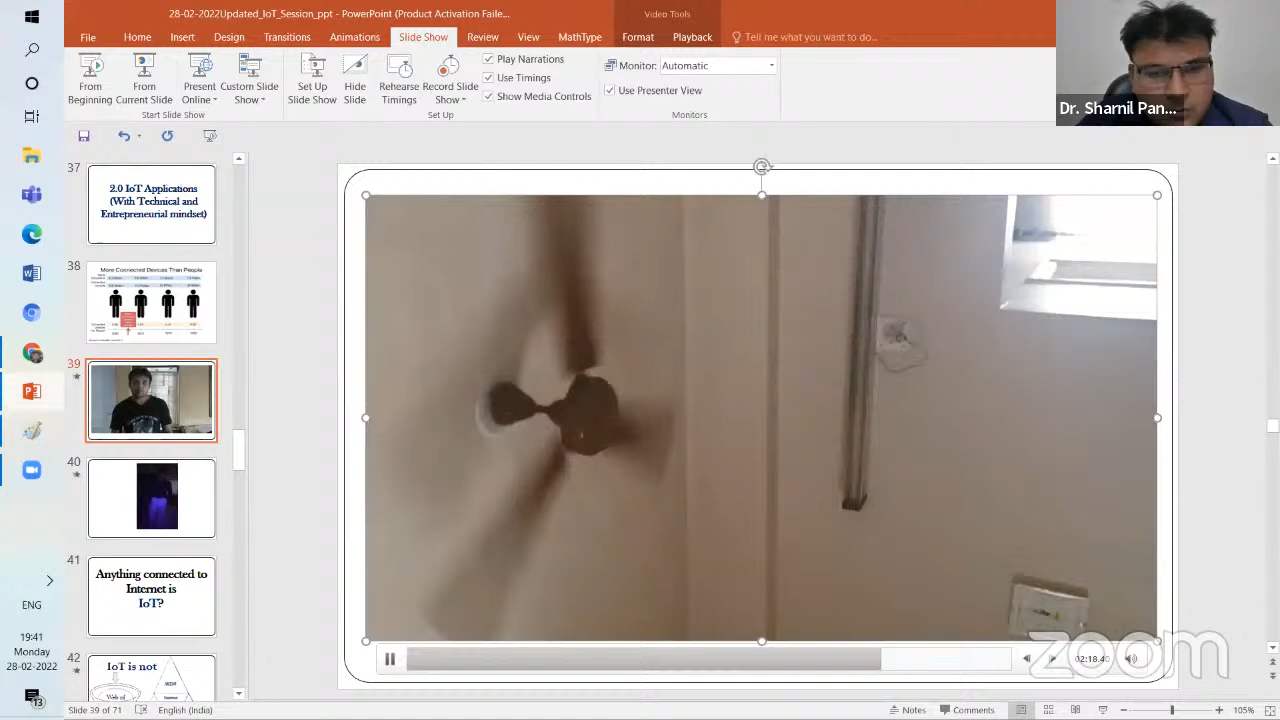 28-02-2022Updated_IoT_Session_ppt - PowerPoint (Product Activation Faile...
Video Tools
File Home Insert Design Transitions Animations Slide Show Review View MathType Format Playback Tell me what you want to do...
From Beginning
From Current Slide
Present Online
Custom Slide Show
Set Up Slide Show
Hide Slide
Rehearse Timings
Record Slide Show
Play Narrations
Use Timings
Show Media Controls
Monitor: Automatic
Use Presenter View
Start Slide Show
Set Up
Monitors
Dr. Sharnil Pan...
37
2.0 IoT Applications
(With Technical and
Entrepreneurial mindset)
38
More Connected Devices Than People
39
40
41
Anything connected to
Internet is
IoT?
42
IoT is not
ENG
19:41
Monday
28-02-2022
13
02:18.40
zoom
Slide 39 of 71 English (India) Notes Comments 105%